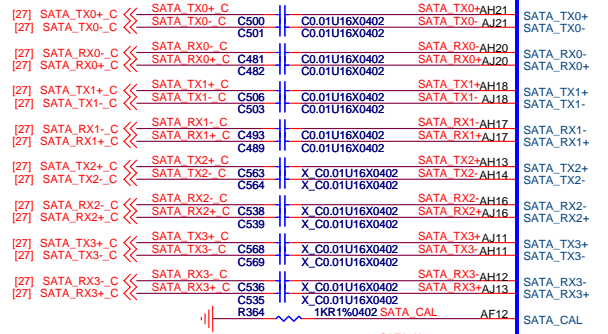 [27] SATA_TX0+_C SATA_TX0+_C SATA_TX0+ AH21 SATA_TX0+
[27] SATA_TX0-_C SATA_TX0-_C C500 C0.01U16X0402 SATA_TX0- AJ21 SATA_TX0-
C501 C0.01U16X0402
[27] SATA_RX0-_C SATA_RX0-_C SATA_RX0- AH20 SATA_RX0-
[27] SATA_RX0+_C SATA_RX0+_C C481 C0.01U16X0402 SATA_RX0+ AJ20 SATA_RX0+
C482 C0.01U16X0402
[27] SATA_TX1+_C SATA_TX1+_C SATA_TX1+ AH18 SATA_TX1+
[27] SATA_TX1-_C SATA_TX1-_C C506 C0.01U16X0402 SATA_TX1- AJ18 SATA_TX1-
C503 C0.01U16X0402
[27] SATA_RX1-_C SATA_RX1-_C SATA_RX1- AH17 SATA_RX1-
[27] SATA_RX1+_C SATA_RX1+_C C493 C0.01U16X0402 SATA_RX1+ AJ17 SATA_RX1+
C489 C0.01U16X0402
[27] SATA_TX2+_C SATA_TX2+_C SATA_TX2+ AH13 SATA_TX2+
[27] SATA_TX2-_C SATA_TX2-_C C563 X_C0.01U16X0402 SATA_TX2- AH14 SATA_TX2-
C564 X_C0.01U16X0402
[27] SATA_RX2-_C SATA_RX2-_C SATA_RX2- AH16 SATA_RX2-
[27] SATA_RX2+_C SATA_RX2+_C C538 X_C0.01U16X0402 SATA_RX2+ AJ16 SATA_RX2+
C539 X_C0.01U16X0402
[27] SATA_TX3+_C SATA_TX3+_C SATA_TX3+ AJ11 SATA_TX3+
[27] SATA_TX3-_C SATA_TX3-_C C568 X_C0.01U16X0402 SATA_TX3- AH11 SATA_TX3-
C569 X_C0.01U16X0402
[27] SATA_RX3-_C SATA_RX3-_C SATA_RX3- AH12 SATA_RX3-
[27] SATA_RX3+_C SATA_RX3+_C C536 X_C0.01U16X0402 SATA_RX3+ AJ13 SATA_RX3+
C535 X_C0.01U16X0402
R364 1KR1%0402 SATA_CAL AF12 SATA_CAL